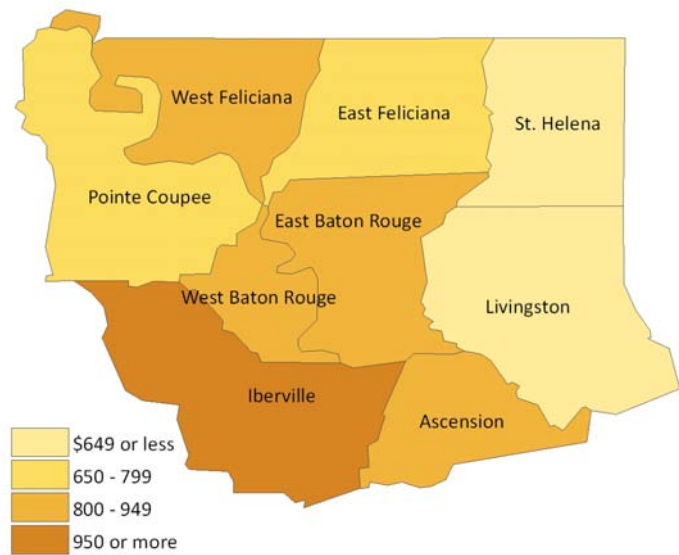 West Feliciana
East Feliciana
St. Helena
Pointe Coupee
East Baton Rouge
West Baton Rouge
Livingston
Iberville
Ascension
$649 or less
650 - 799
800 - 949
950 or more